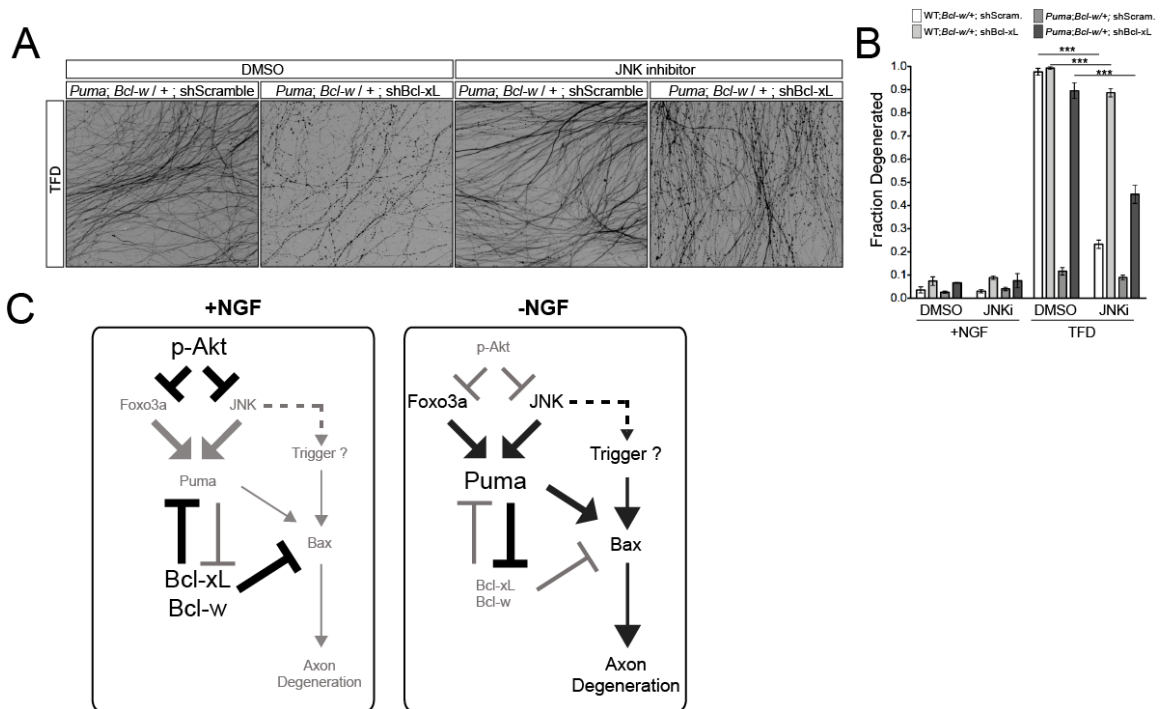 A
DMSO
JNK inhibitor
Puma; Bcl-w / + ; shScramble
Puma; Bcl-w / + ; shBcl-xL
Puma; Bcl-w / + ; shScramble
Puma; Bcl-w / + ; shBcl-xL
TFD
B
WT;Bcl-w/+; shScram.
Puma;Bcl-w/+; shScram.
WT;Bcl-w/+; shBcl-xL
Puma;Bcl-w/+; shBcl-xL
***
***
***
Fraction Degenerated
1.0
0.9
0.8
0.7
0.6
0.5
0.4
0.3
0.2
0.1
0.0
DMSO
JNKi
DMSO
JNKi
+NGF
TFD
C
+NGF
p-Akt
Foxo3a
JNK
Trigger ?
Puma
Bax
Bcl-xL
Bcl-w
Axon
Degeneration
-NGF
p-Akt
Foxo3a
JNK
Trigger ?
Puma
Bax
Bcl-xL
Bcl-w
Axon
Degeneration